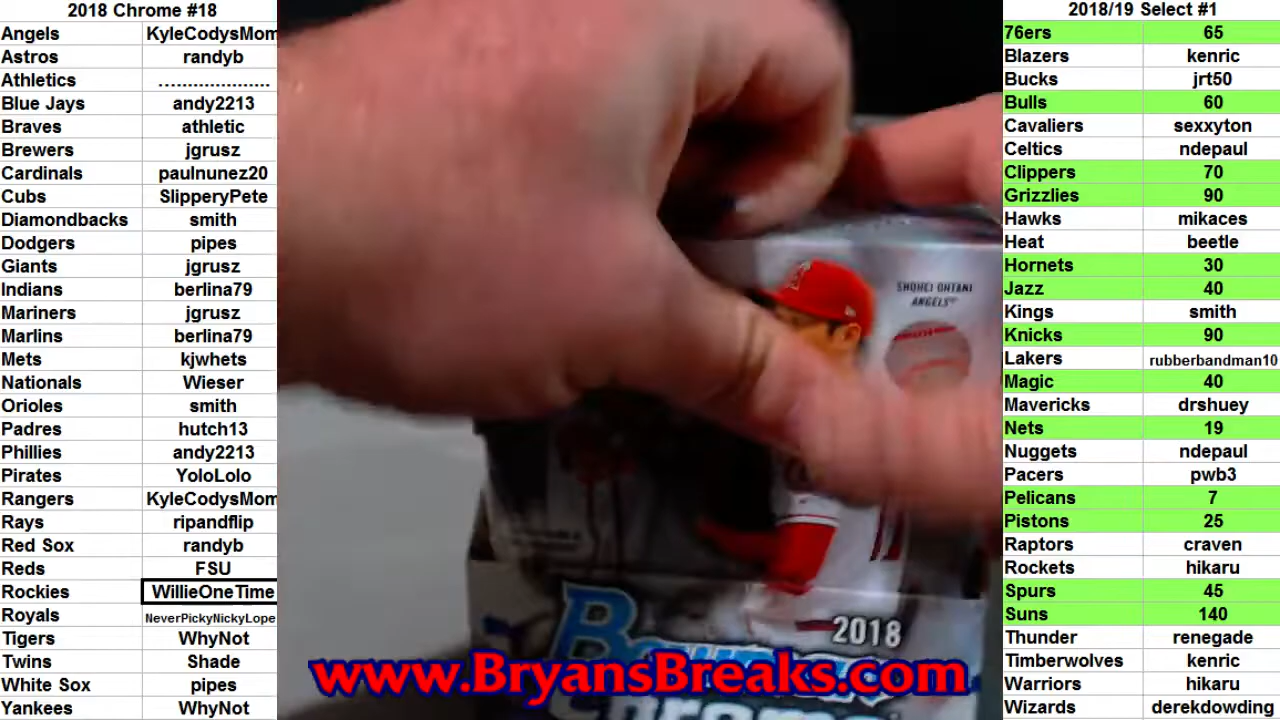 2018 Chrome #18
Angels KyleCodysMom
Astros randyb
Athletics ...................
Blue Jays andy2213
Braves athletic
Brewers jgrusz
Cardinals paulnunez20
Cubs SlipperyPete
Diamondbacks smith
Dodgers pipes
Giants jgrusz
Indians berlina79
Mariners jgrusz
Marlins berlina79
Mets kjwhets
Nationals Wieser
Orioles smith
Padres hutch13
Phillies andy2213
Pirates YoloLolo
Rangers KyleCodysMom
Rays ripandflip
Red Sox randyb
Reds FSU
Rockies WillieOneTime
Royals NeverPickyNickyLope
Tigers WhyNot
Twins Shade
White Sox pipes
Yankees WhyNot
SHOHEI OHTANI
ANGELS
2018
Bowman
Chrome
www.BryansBreaks.com
2018/19 Select #1
76ers 65
Blazers kenric
Bucks jrt50
Bulls 60
Cavaliers sexxyton
Celtics ndepaul
Clippers 70
Grizzlies 90
Hawks mikaces
Heat beetle
Hornets 30
Jazz 40
Kings smith
Knicks 90
Lakers rubberbandman10
Magic 40
Mavericks drshuey
Nets 19
Nuggets ndepaul
Pacers pwb3
Pelicans 7
Pistons 25
Raptors craven
Rockets hikaru
Spurs 45
Suns 140
Thunder renegade
Timberwolves kenric
Warriors hikaru
Wizards derekdowding